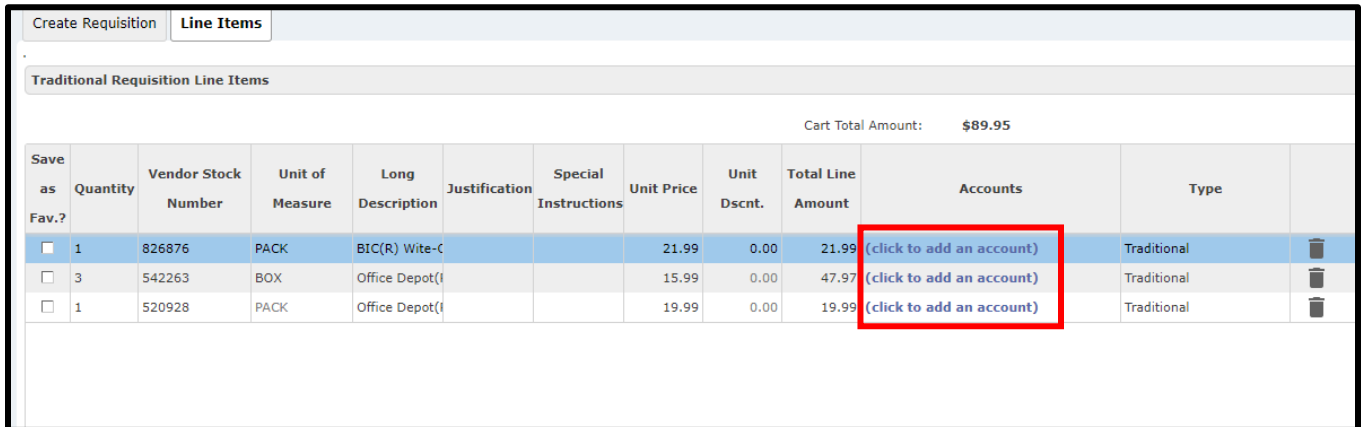 Create Requisition Line Items
Traditional Requisition Line Items
Cart Total Amount: $89.95
Save as Fav.? Quantity Vendor Stock Number Unit of Measure Long Description Justification Special Instructions Unit Price Unit Dscnt. Total Line Amount Accounts Type
1 826876 PACK BIC(R) Wite-C 21.99 0.00 21.99 (click to add an account) Traditional
3 542263 BOX Office Depot( 15.99 0.00 47.97 (click to add an account) Traditional
1 520928 PACK Office Depot( 19.99 0.00 19.99 (click to add an account) Traditional